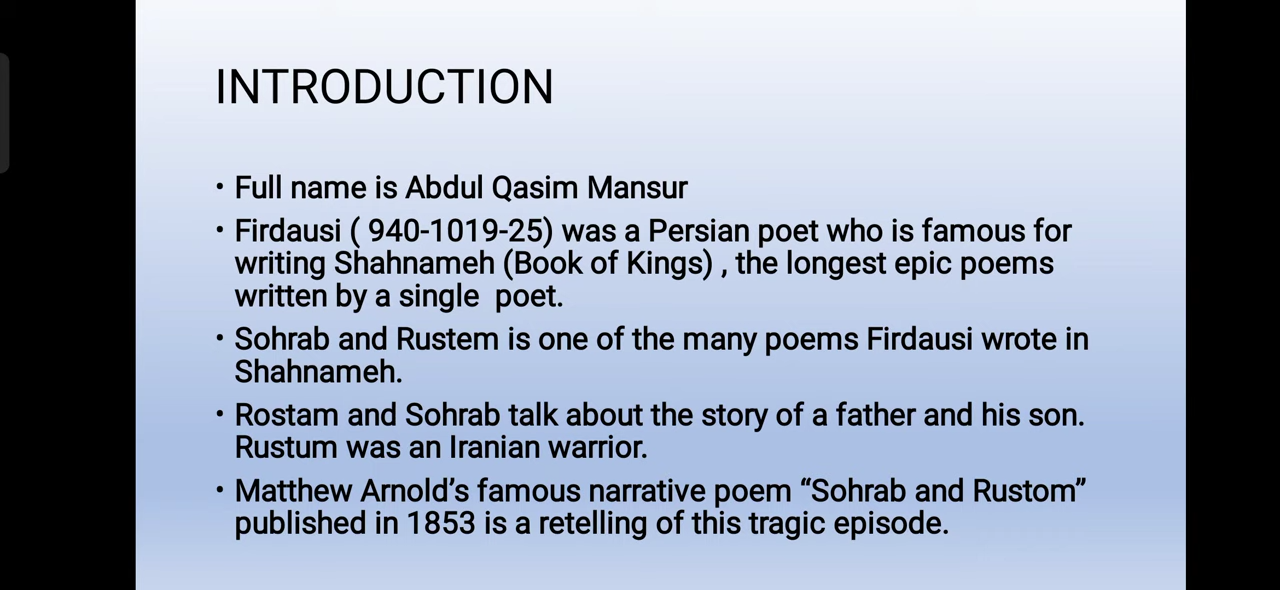 INTRODUCTION
• Full name is Abdul Qasim Mansur
• Firdausi ( 940-1019-25) was a Persian poet who is famous for
writing Shahnameh (Book of Kings) , the longest epic poems
written by a single  poet.
• Sohrab and Rustem is one of the many poems Firdausi wrote in
Shahnameh.
• Rostam and Sohrab talk about the story of a father and his son.
Rustum was an Iranian warrior.
• Matthew Arnold’s famous narrative poem “Sohrab and Rustom”
published in 1853 is a retelling of this tragic episode.